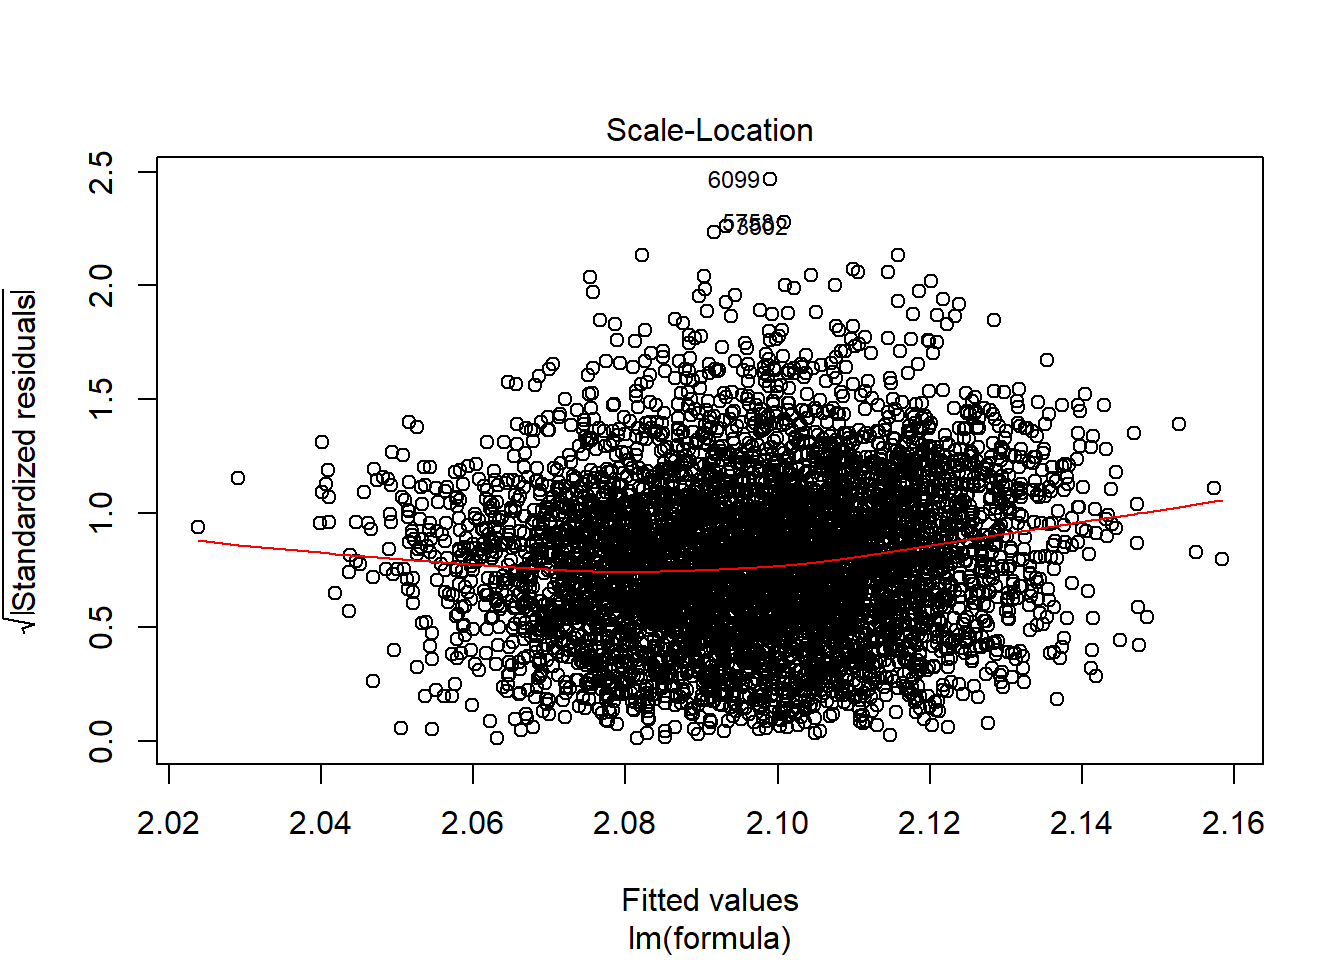 Scale-Location
√|Standardized residuals|
2.5
2.0
1.5
1.0
0.5
0.0
6099
2.02 2.04 2.06 2.08 2.10 2.12 2.14 2.16
Fitted values
lm(formula)